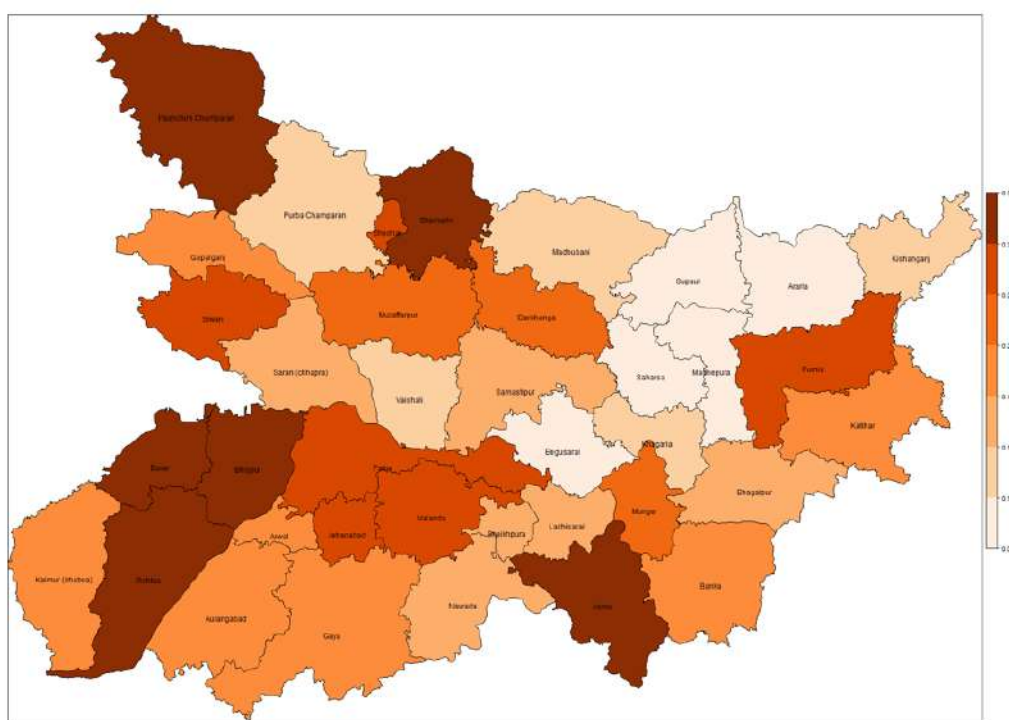 Paschim Champaran
Purba Champaran
Sheohar
Sitamarhi
Gopalganj
Madhubani
Supaul
Araria
Kishanganj
Siwan
Muzaffarpur
Darbhanga
Purnia
Saran (chhapra)
Vaishali
Samastipur
Saharsa
Madhepura
Katihar
Khagaria
Begusarai
Buxar
Bhojpur
Patna
Bhagalpur
Nalanda
Munger
Jehanabad
Arwal
Sheikhpura
Lakhisarai
Kaimur (bhabua)
Rohtas
Banka
Jamui
Nawada
Aurangabad
Gaya